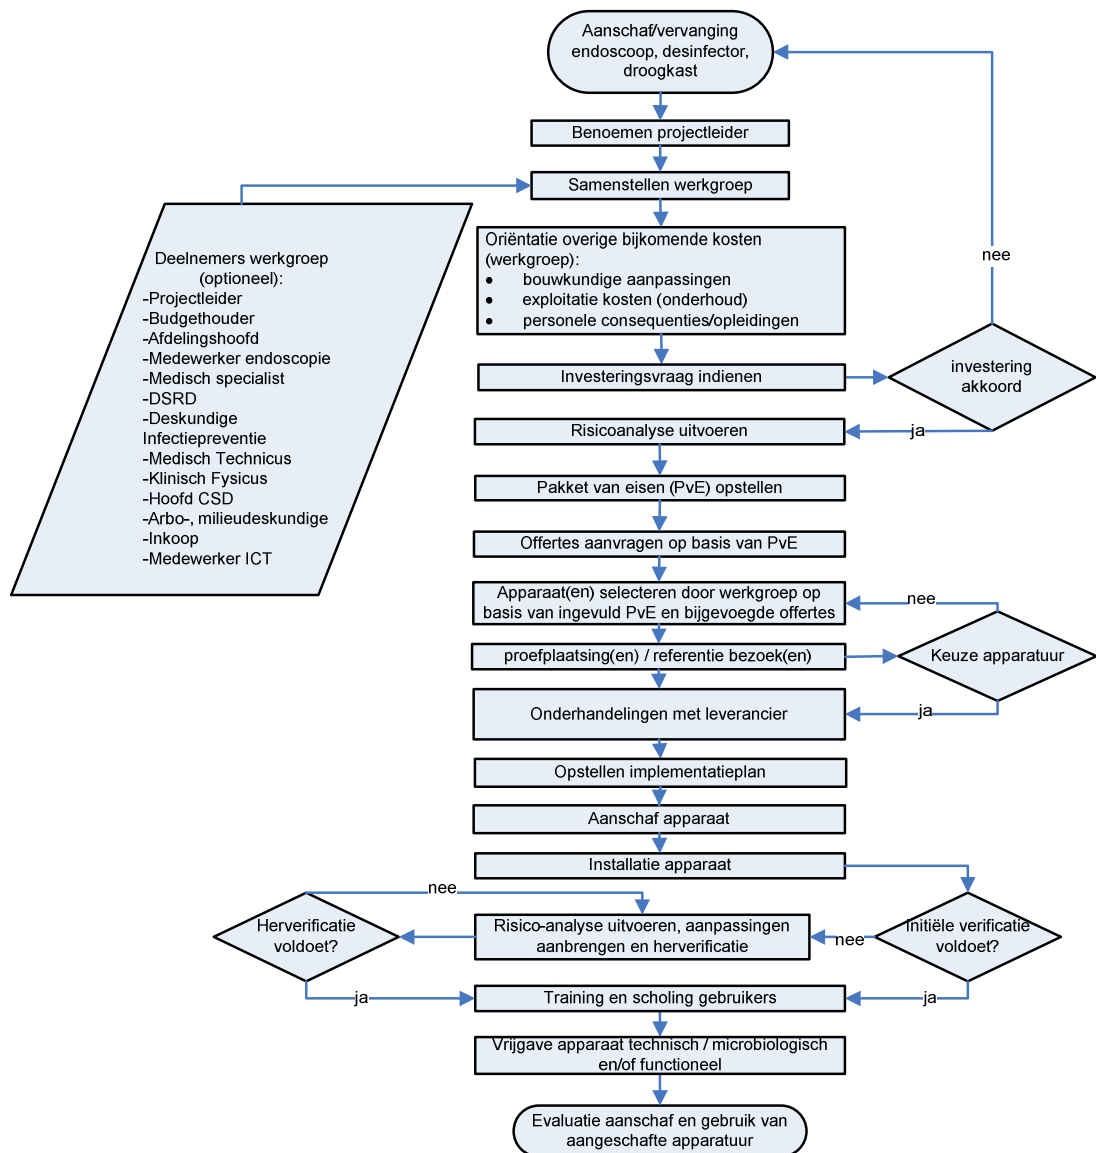 Aanschaf/vervanging
endoscoop, desinfector,
droogkast
Benoemen projectleider
Samenstellen werkgroep
Deelnemers werkgroep
(optioneel):
-Projectleider
-Budgethouder
-Afdelingshoofd
-Medewerker endoscopie
-Medisch specialist
-DSRD
-Deskundige
Infectiepreventie
-Medisch Technicus
-Klinisch Fysicus
-Hoofd CSD
-Arbo-, milieudeskundige
-Inkoop
-Medewerker ICT
Oriëntatie overige bijkomende kosten
(werkgroep):
● bouwkundige aanpassingen
● exploitatie kosten (onderhoud)
● personele consequenties/opleidingen
nee
Investeringsvraag indienen
investering
akkoord
ja
Risicoanalyse uitvoeren
Pakket van eisen (PvE) opstellen
Offertes aanvragen op basis van PvE
Apparaat(en) selecteren door werkgroep op
basis van ingevuld PvE en bijgevoegde offertes
nee
proefplaatsing(en) / referentie bezoek(en)
Keuze apparatuur
ja
Onderhandelingen met leverancier
Opstellen implementatieplan
Aanschaf apparaat
Installatie apparaat
nee
Herverificatie
voldoet?
Risico-analyse uitvoeren, aanpassingen
aanbrengen en herverificatie
nee
Initiële verificatie
voldoet?
ja
Training en scholing gebruikers
ja
Vrijgave apparaat technisch / microbiologisch
en/of functioneel
Evaluatie aanschaf en gebruik van
aangeschafte apparatuur